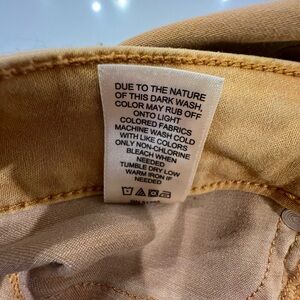 DUE TO THE NATURE
OF THIS DARK WASH,
COLOR MAY RUB OFF
ONTO LIGHT
COLORED FABRICS
MACHINE WASH COLD
WITH LIKE COLORS
ONLY NON-CHLORINE
BLEACH WHEN
NEEDED
TUMBLE DRY LOW
WARM IRON IF
NEEDED